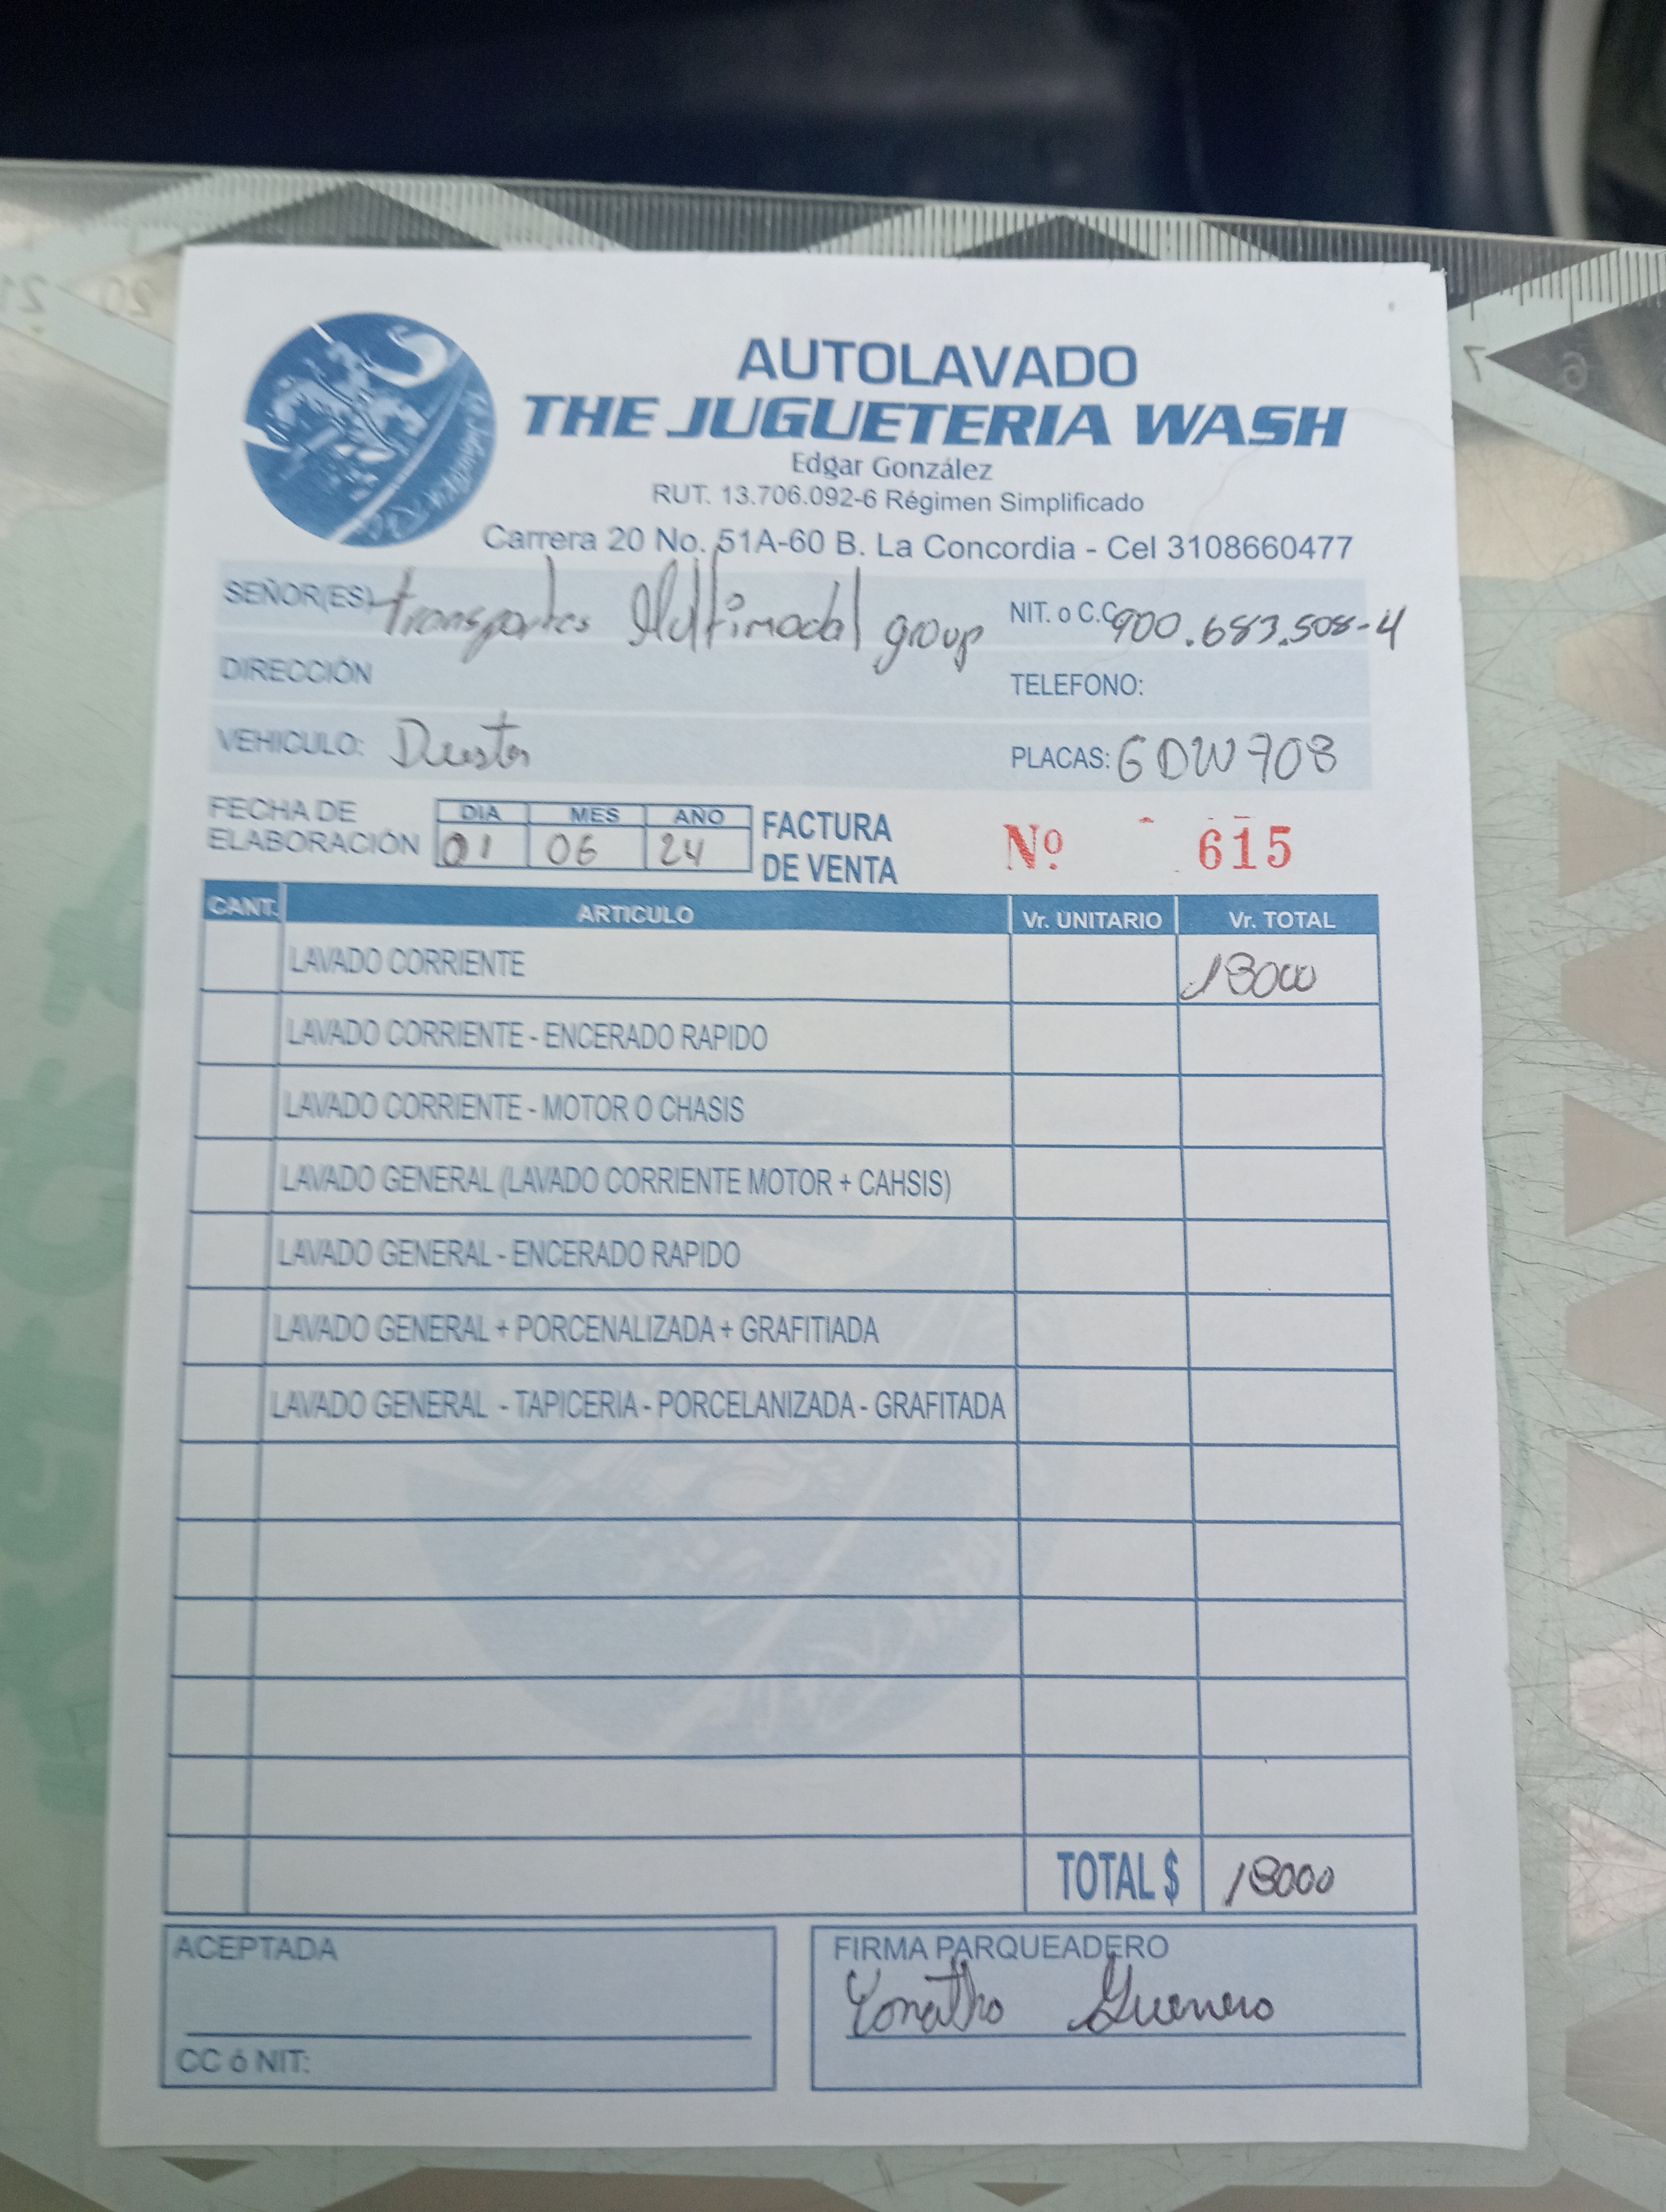 AUTOLAVADO
THE JUGUETERIA WASH
Edgar González
RUT. 13.706.092-6 Régimen Simplificado
Carrera 20 No. 51A-60 B. La Concordia - Cel 3108660477
SEÑOR(ES) transportes Multimodal group NIT. o C.C 900.683.508-4
DIRECCIÓN TELEFONO:
VEHICULO: Duster PLACAS: GDW708
FECHA DE ELABORACIÓN DIA MES AÑO
01 06 24
FACTURA DE VENTA Nº 615
CANT. ARTICULO Vr. UNITARIO Vr. TOTAL
LAVADO CORRIENTE 18000
LAVADO CORRIENTE - ENCERADO RAPIDO
LAVADO CORRIENTE - MOTOR O CHASIS
LAVADO GENERAL (LAVADO CORRIENTE MOTOR + CAHSIS)
LAVADO GENERAL - ENCERADO RAPIDO
LAVADO GENERAL + PORCENALIZADA + GRAFITIADA
LAVADO GENERAL - TAPICERIA - PORCELANIZADA - GRAFITADA
TOTAL $ 18000
ACEPTADA
CC ó NIT:
FIRMA PARQUEADERO